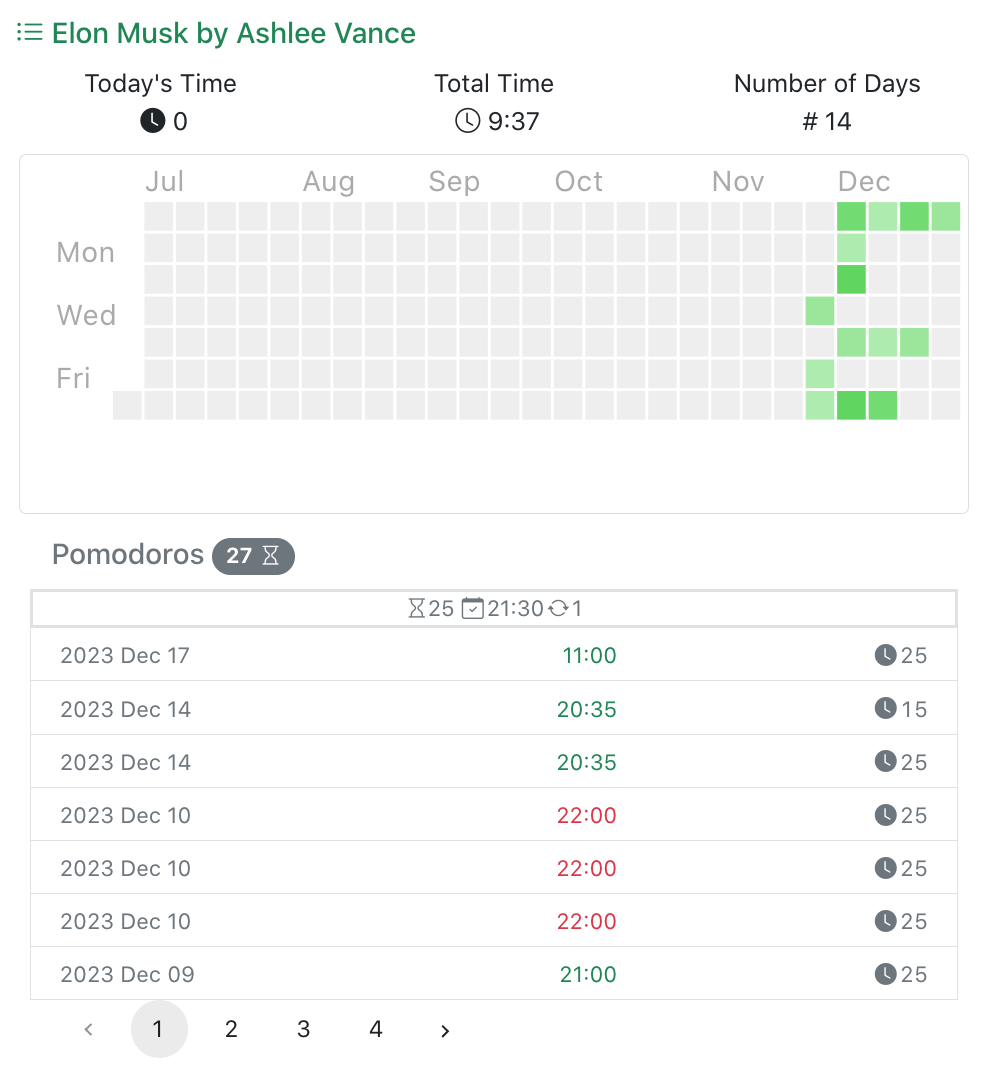 Elon Musk by Ashlee Vance
Today's Time Total Time Number of Days
0 9:37 # 14
Jul Aug Sep Oct Nov Dec
Mon
Wed
Fri
Pomodoros 27
25 21:30 1
2023 Dec 17 11:00 25
2023 Dec 14 20:35 15
2023 Dec 14 20:35 25
2023 Dec 10 22:00 25
2023 Dec 10 22:00 25
2023 Dec 10 22:00 25
2023 Dec 09 21:00 25
‹ 1 2 3 4 ›